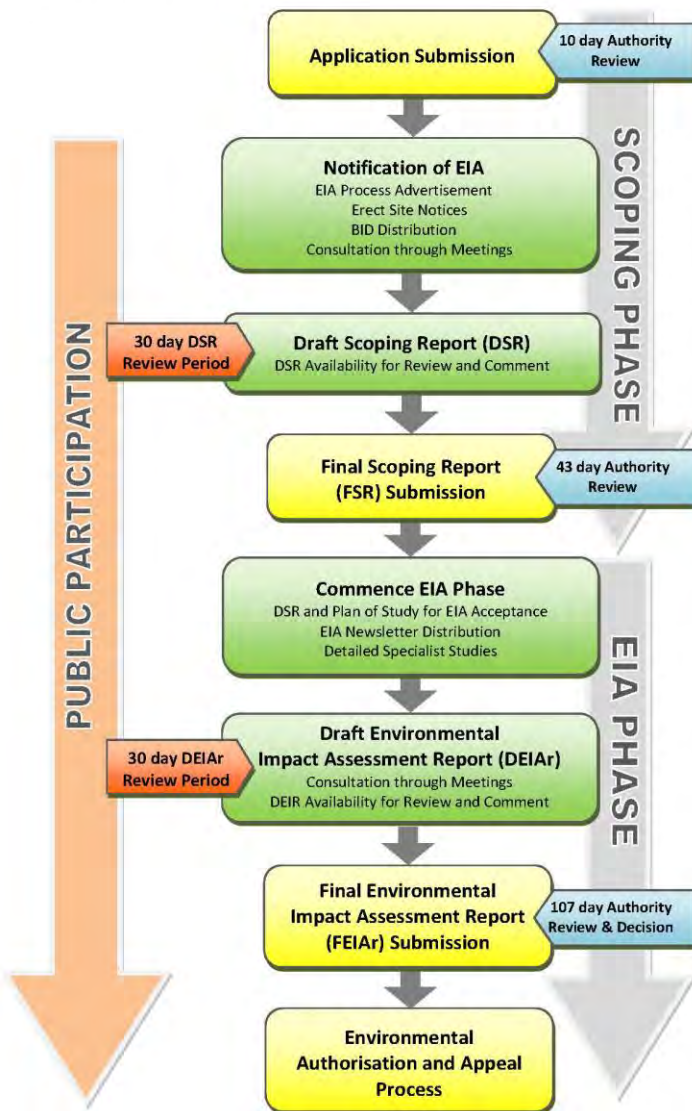 Application Submission
10 day Authority
Review
SCOPING PHASE
PUBLIC PARTICIPATION
Notification of EIA
EIA Process Advertisement
Erect Site Notices
BID Distribution
Consultation through Meetings
30 day DSR
Review Period
Draft Scoping Report (DSR)
DSR Availability for Review and Comment
Final Scoping Report
(FSR) Submission
43 day Authority
Review
Commence EIA Phase
DSR and Plan of Study for EIA Acceptance
EIA Newsletter Distribution
Detailed Specialist Studies
EIA PHASE
30 day DEIAr
Review Period
Draft Environmental
Impact Assessment Report (DEIAr)
Consultation through Meetings
DEIR Availability for Review and Comment
Final Environmental
Impact Assessment Report
(FEIAr) Submission
107 day Authority
Review & Decision
Environmental
Authorisation and Appeal
Process